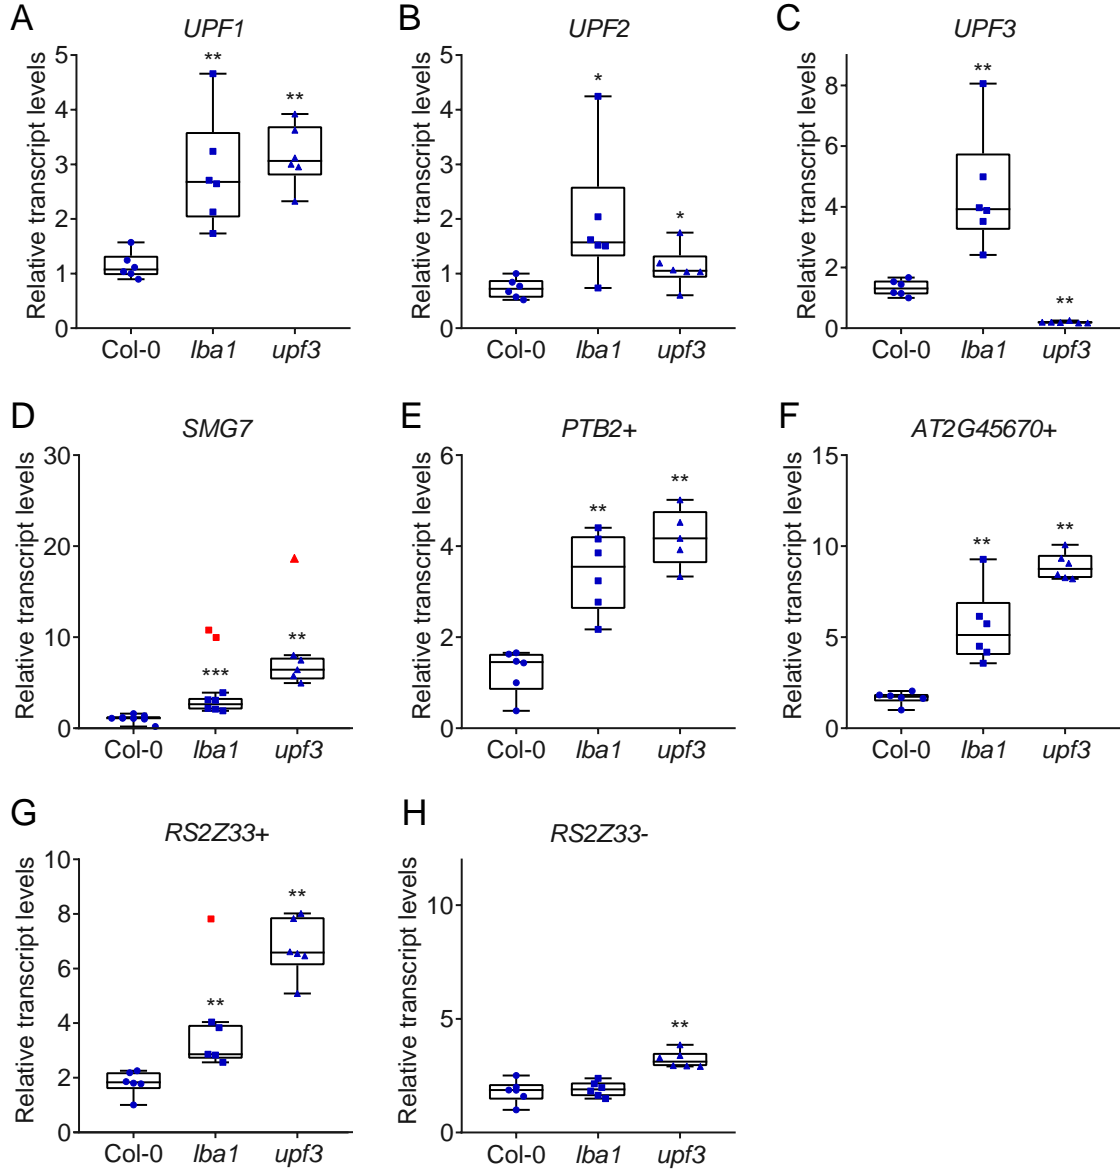 A
UPF1
Relative transcript levels
5
4
3
2
1
0
**
**
Col-0
lba1
upf3
B
UPF2
Relative transcript levels
5
4
3
2
1
0
*
*
Col-0
lba1
upf3
C
UPF3
Relative transcript levels
8
6
4
2
0
**
**
Col-0
lba1
upf3
D
SMG7
Relative transcript levels
30
20
10
0
***
**
Col-0
lba1
upf3
E
PTB2+
Relative transcript levels
6
4
2
0
**
**
Col-0
lba1
upf3
F
AT2G45670+
Relative transcript levels
15
10
5
0
**
**
Col-0
lba1
upf3
G
RS2Z33+
Relative transcript levels
10
8
6
4
2
0
**
**
Col-0
lba1
upf3
H
RS2Z33-
Relative transcript levels
10
5
0
**
Col-0
lba1
upf3